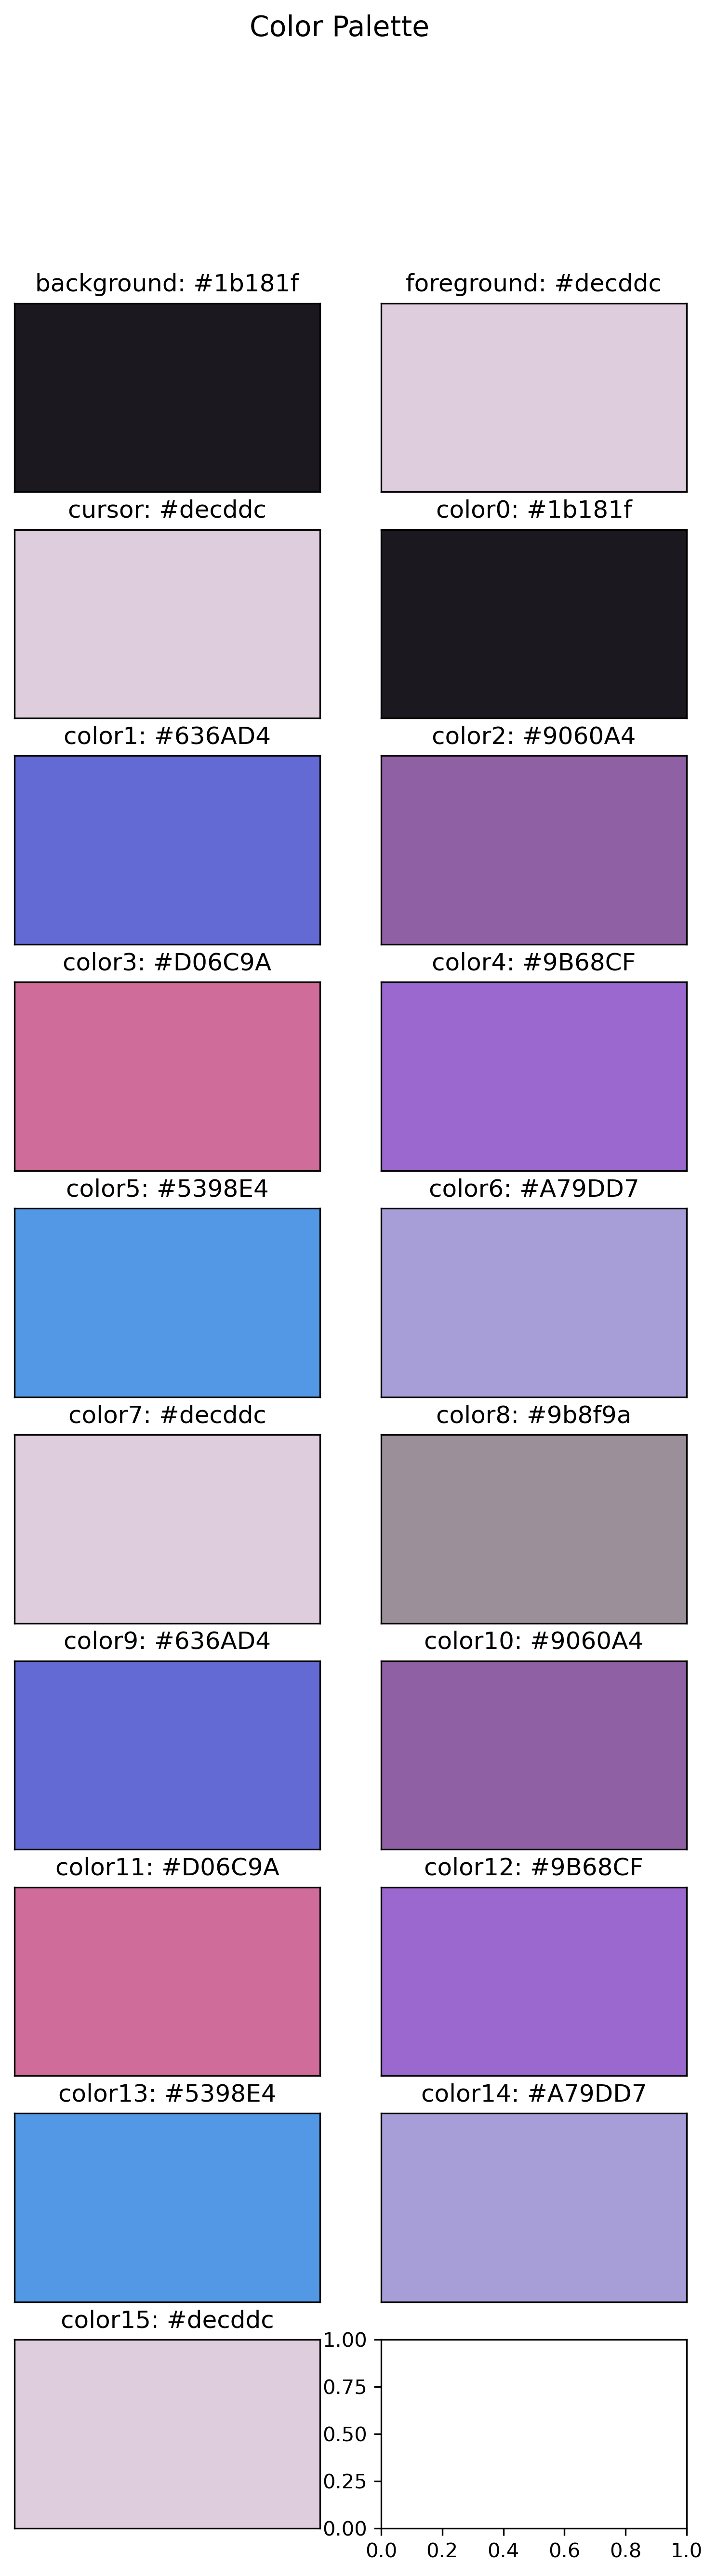 Color Palette
background: #1b181f
foreground: #decddc
cursor: #decddc
color0: #1b181f
color1: #636AD4
color2: #9060A4
color3: #D06C9A
color4: #9B68CF
color5: #5398E4
color6: #A79DD7
color7: #decddc
color8: #9b8f9a
color9: #636AD4
color10: #9060A4
color11: #D06C9A
color12: #9B68CF
color13: #5398E4
color14: #A79DD7
color15: #decddc
1.00
0.75
0.50
0.25
0.00
0.0 0.2 0.4 0.6 0.8 1.0